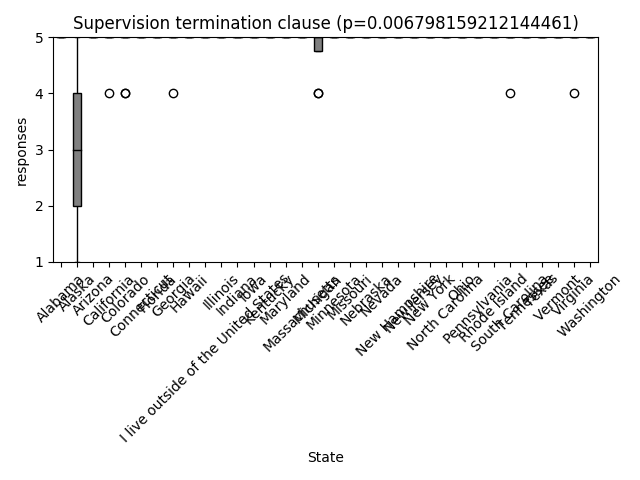 Supervision termination clause (p=0.006798159212144461)
responses
5
4
3
2
1
Alabama
Alaska
Arizona
California
Colorado
Connecticut
Florida
Georgia
Hawaii
I live outside of the United States
Illinois
Indiana
Iowa
Kentucky
Maryland
Massachusetts
Michigan
Minnesota
Missouri
Nebraska
Nevada
New Hampshire
New Jersey
New York
North Carolina
Ohio
Pennsylvania
Rhode Island
South Carolina
Tennessee
Texas
Vermont
Virginia
Washington
State